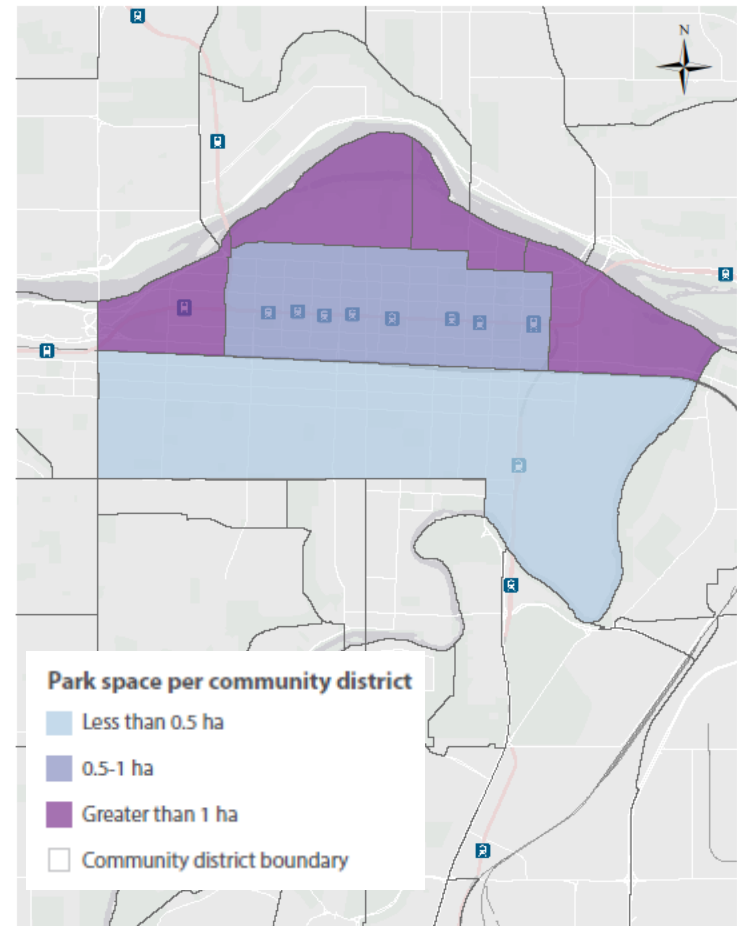 N
Park space per community district
Less than 0.5 ha
0.5-1 ha
Greater than 1 ha
Community district boundary